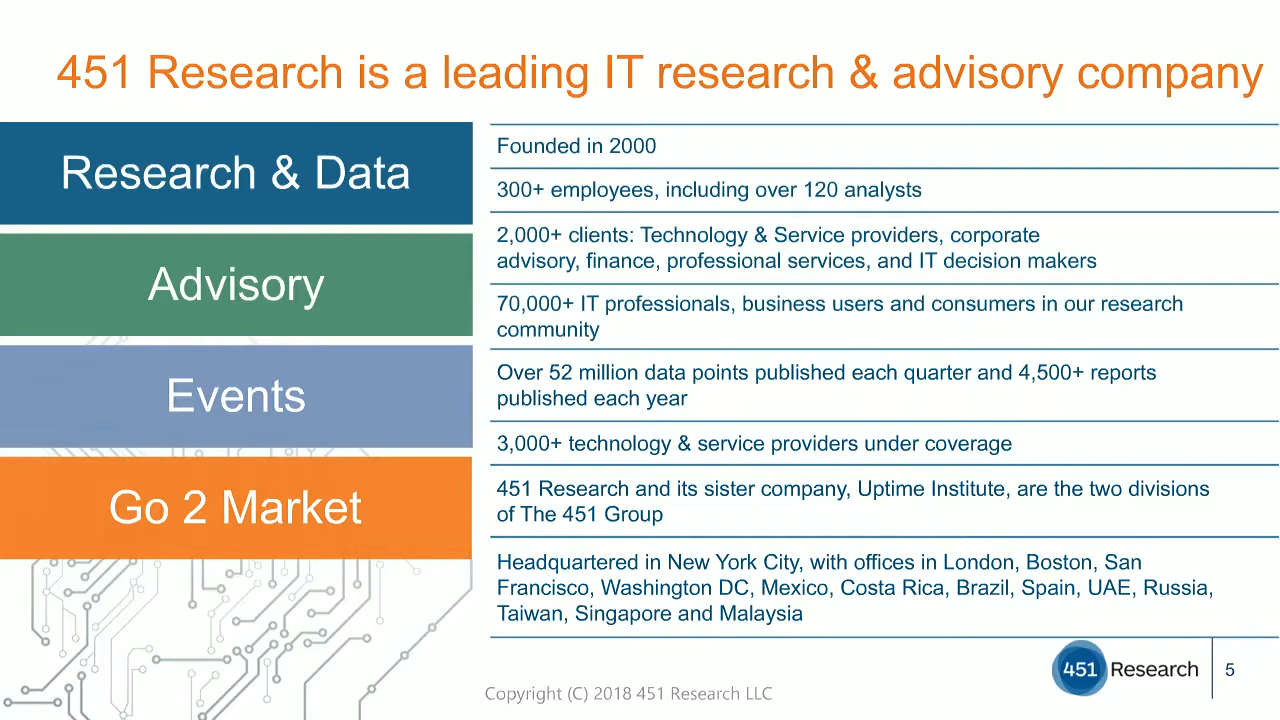 451 Research is a leading IT research & advisory company
Research & Data
Advisory
Events
Go 2 Market
Founded in 2000
300+ employees, including over 120 analysts
2,000+ clients: Technology & Service providers, corporate
advisory, finance, professional services, and IT decision makers
70,000+ IT professionals, business users and consumers in our research
community
Over 52 million data points published each quarter and 4,500+ reports
published each year
3,000+ technology & service providers under coverage
451 Research and its sister company, Uptime Institute, are the two divisions
of The 451 Group
Headquartered in New York City, with offices in London, Boston, San
Francisco, Washington DC, Mexico, Costa Rica, Brazil, Spain, UAE, Russia,
Taiwan, Singapore and Malaysia
451 Research
5
Copyright (C) 2018 451 Research LLC